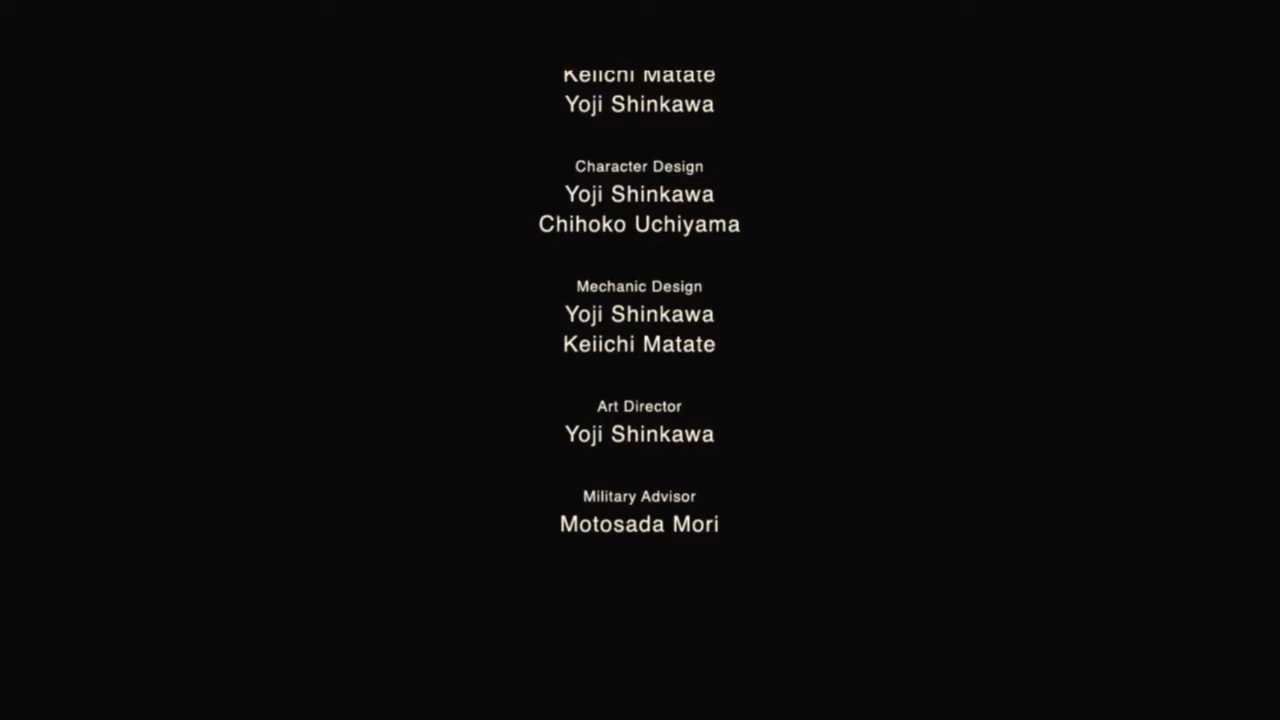 Keiichi Matate
Yoji Shinkawa
Character Design
Yoji Shinkawa
Chihoko Uchiyama
Mechanic Design
Yoji Shinkawa
Keiichi Matate
Art Director
Yoji Shinkawa
Military Advisor
Motosada Mori